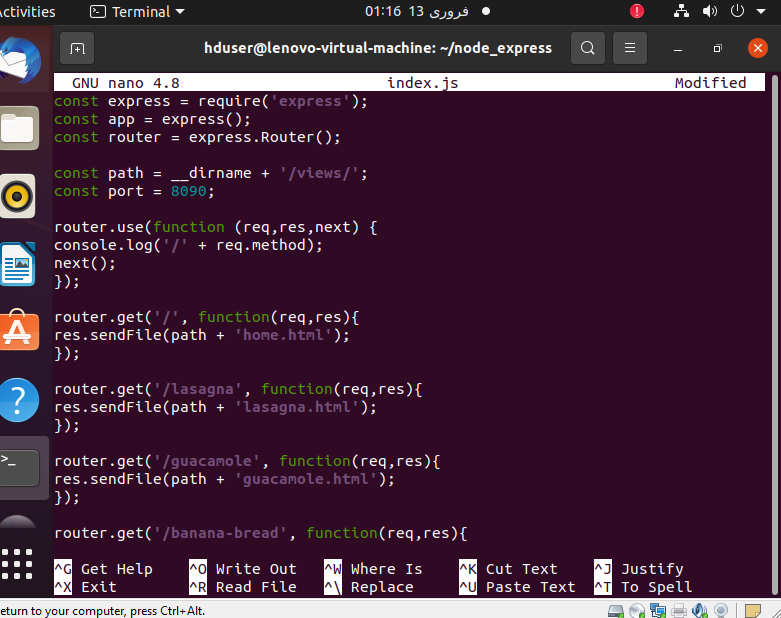 ctivities
Terminal
01:16 13 فوری
hduser@lenovo-virtual-machine: ~/node_express
GNU nano 4.8 index.js Modified
const express = require('express');
const app = express();
const router = express.Router();
const path = __dirname + '/views/';
const port = 8090;
router.use(function (req,res,next) {
console.log('/' + req.method);
next();
});
router.get('/', function(req,res){
res.sendFile(path + 'home.html');
});
router.get('/lasagna', function(req,res){
res.sendFile(path + 'lasagna.html');
});
router.get('/guacamole', function(req,res){
res.sendFile(path + 'guacamole.html');
});
router.get('/banana-bread', function(req,res){
^G Get Help ^O Write Out ^W Where Is ^K Cut Text ^J Justify
^X Exit ^R Read File ^\ Replace ^U Paste Text ^T To Spell
eturn to your computer, press Ctrl+Alt.